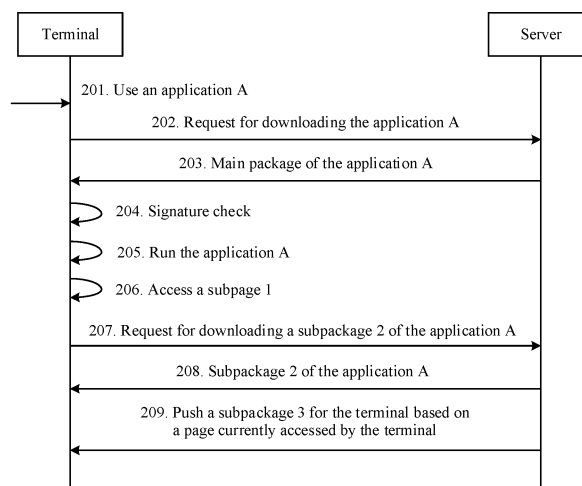 Terminal
Server
201. Use an application A
202. Request for downloading the application A
203. Main package of the application A
204. Signature check
205. Run the application A
206. Access a subpage 1
207. Request for downloading a subpackage 2 of the application A
208. Subpackage 2 of the application A
209. Push a subpackage 3 for the terminal based on
a page currently accessed by the terminal